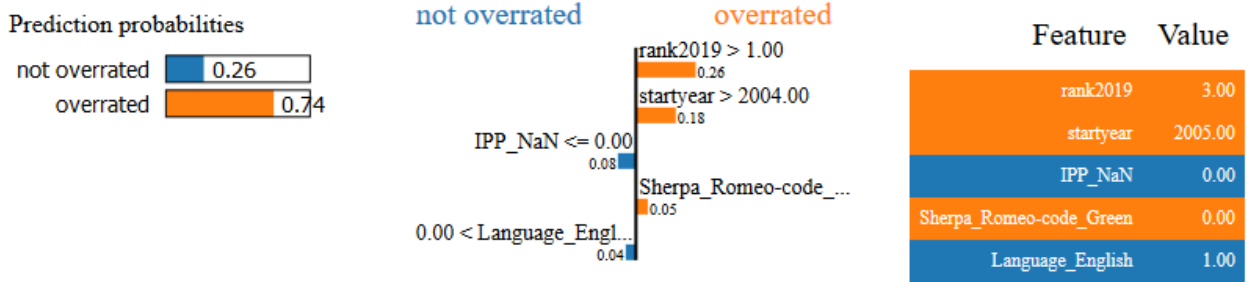 Prediction probabilities
not overrated 0.26
overrated 0.74
not overrated overrated
rank2019 > 1.00
0.26
startyear > 2004.00
0.18
IPP_NaN <= 0.00
0.08
Sherpa_Romeo-code_...
0.05
0.00 < Language_Engl...
0.04
Feature Value
rank2019 3.00
startyear 2005.00
IPP_NaN 0.00
Sherpa_Romeo-code_Green 0.00
Language_English 1.00